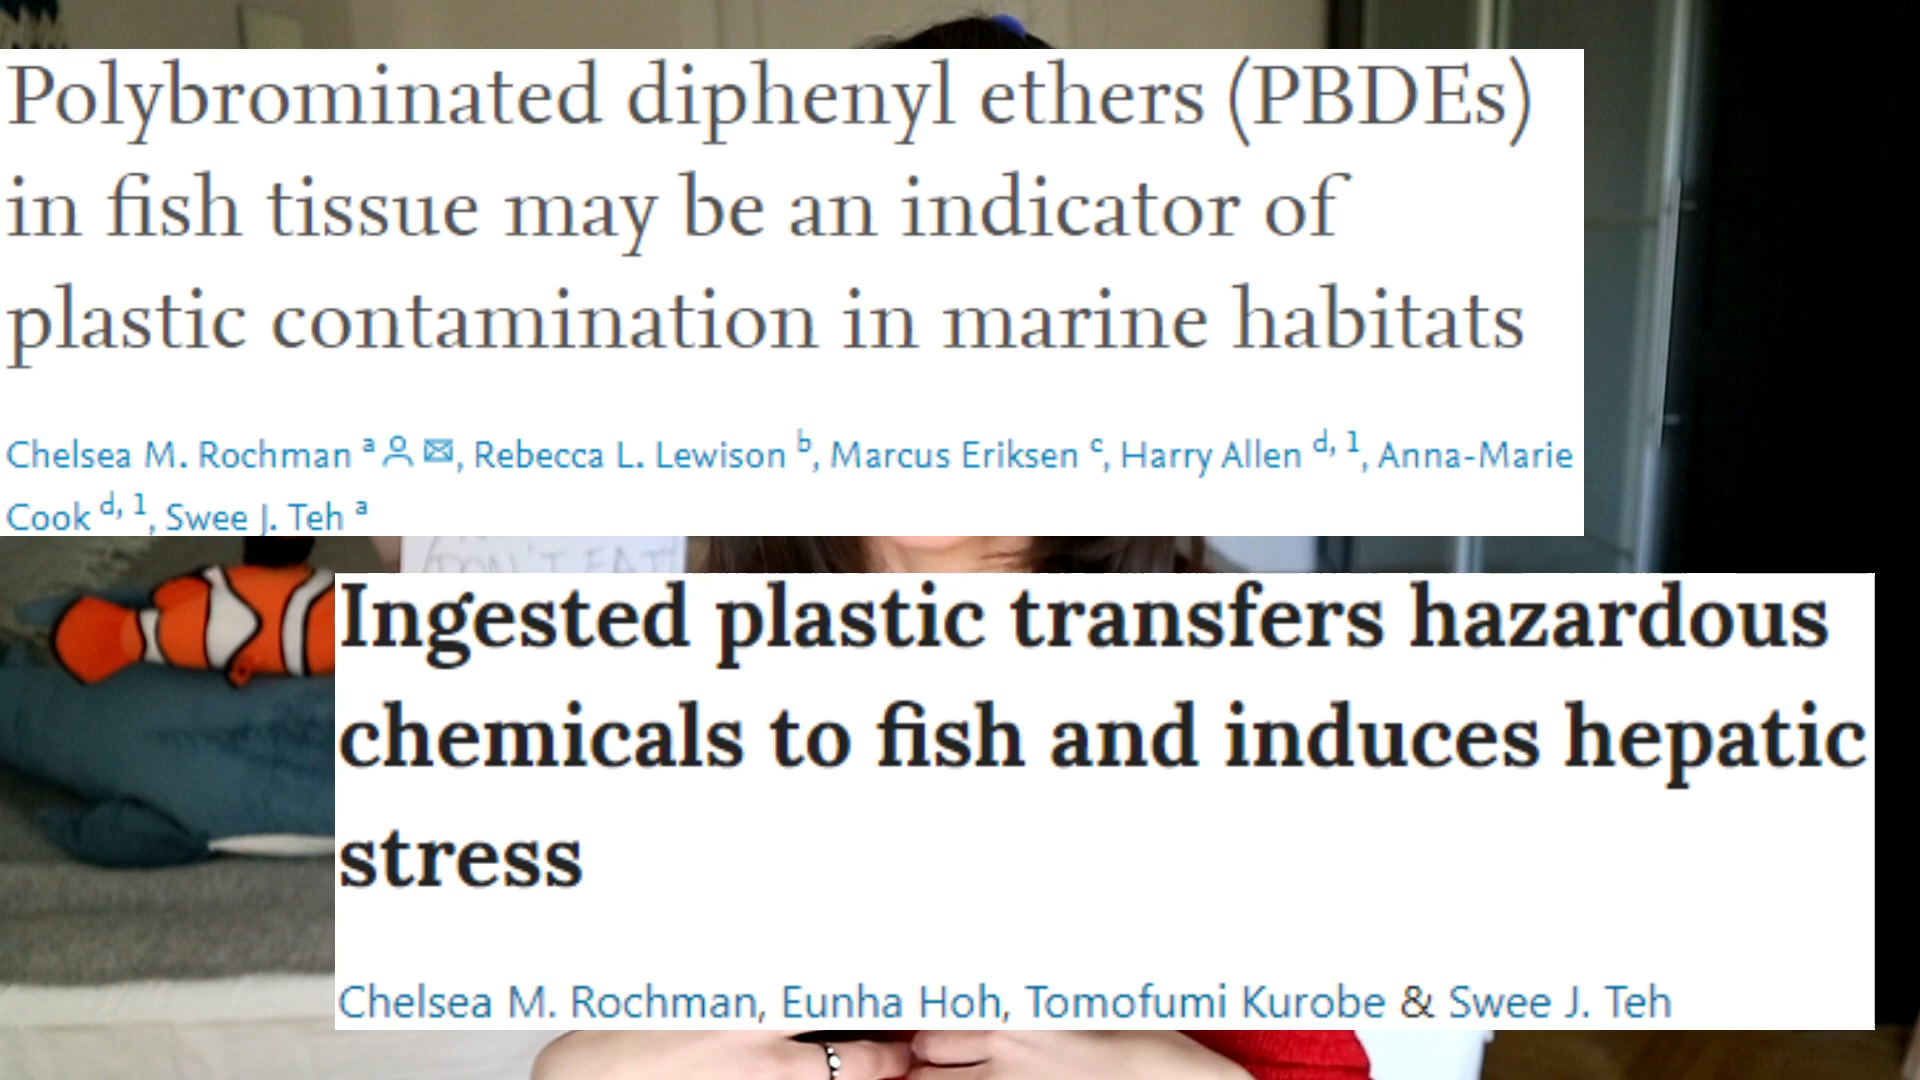 Polybrominated diphenyl ethers (PBDEs)
in fish tissue may be an indicator of
plastic contamination in marine habitats
Chelsea M. Rochman a, Rebecca L. Lewison b, Marcus Eriksen c, Harry Allen d, 1, Anna-Marie
Cook d, 1, Swee J. Teh a
DON'T EAT
Ingested plastic transfers hazardous
chemicals to fish and induces hepatic
stress
Chelsea M. Rochman, Eunha Hoh, Tomofumi Kurobe & Swee J. Teh